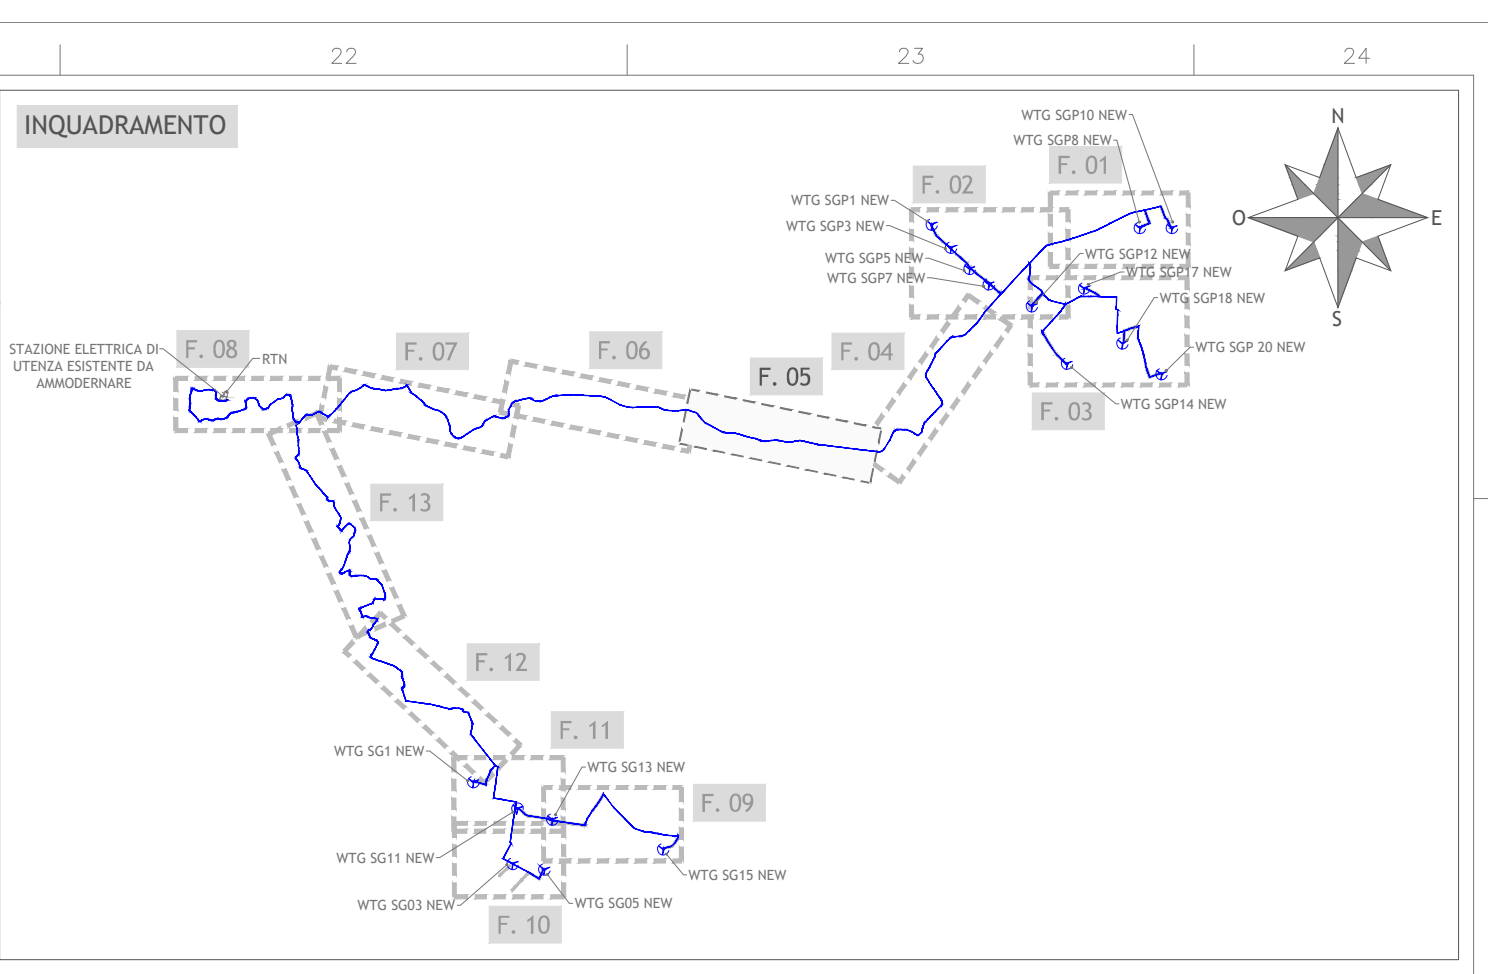 22
23
24
INQUADRAMENTO
WTG SGP10 NEW
WTG SGP8 NEW
F. 01
F. 02
N
O
E
S
WTG SGP1 NEW
WTG SGP3 NEW
WTG SGP5 NEW
WTG SGP7 NEW
WTG SGP12 NEW
WTG SGP17 NEW
WTG SGP18 NEW
WTG SGP 20 NEW
WTG SGP14 NEW
F. 03
F. 04
F. 05
F. 06
F. 07
F. 08
STAZIONE ELETTRICA DI
UTENZA ESISTENTE DA
AMMODERNARE
RTN
F. 13
F. 12
F. 11
WTG SG1 NEW
WTG SG13 NEW
F. 09
WTG SG11 NEW
WTG SG15 NEW
WTG SG03 NEW
WTG SG05 NEW
F. 10